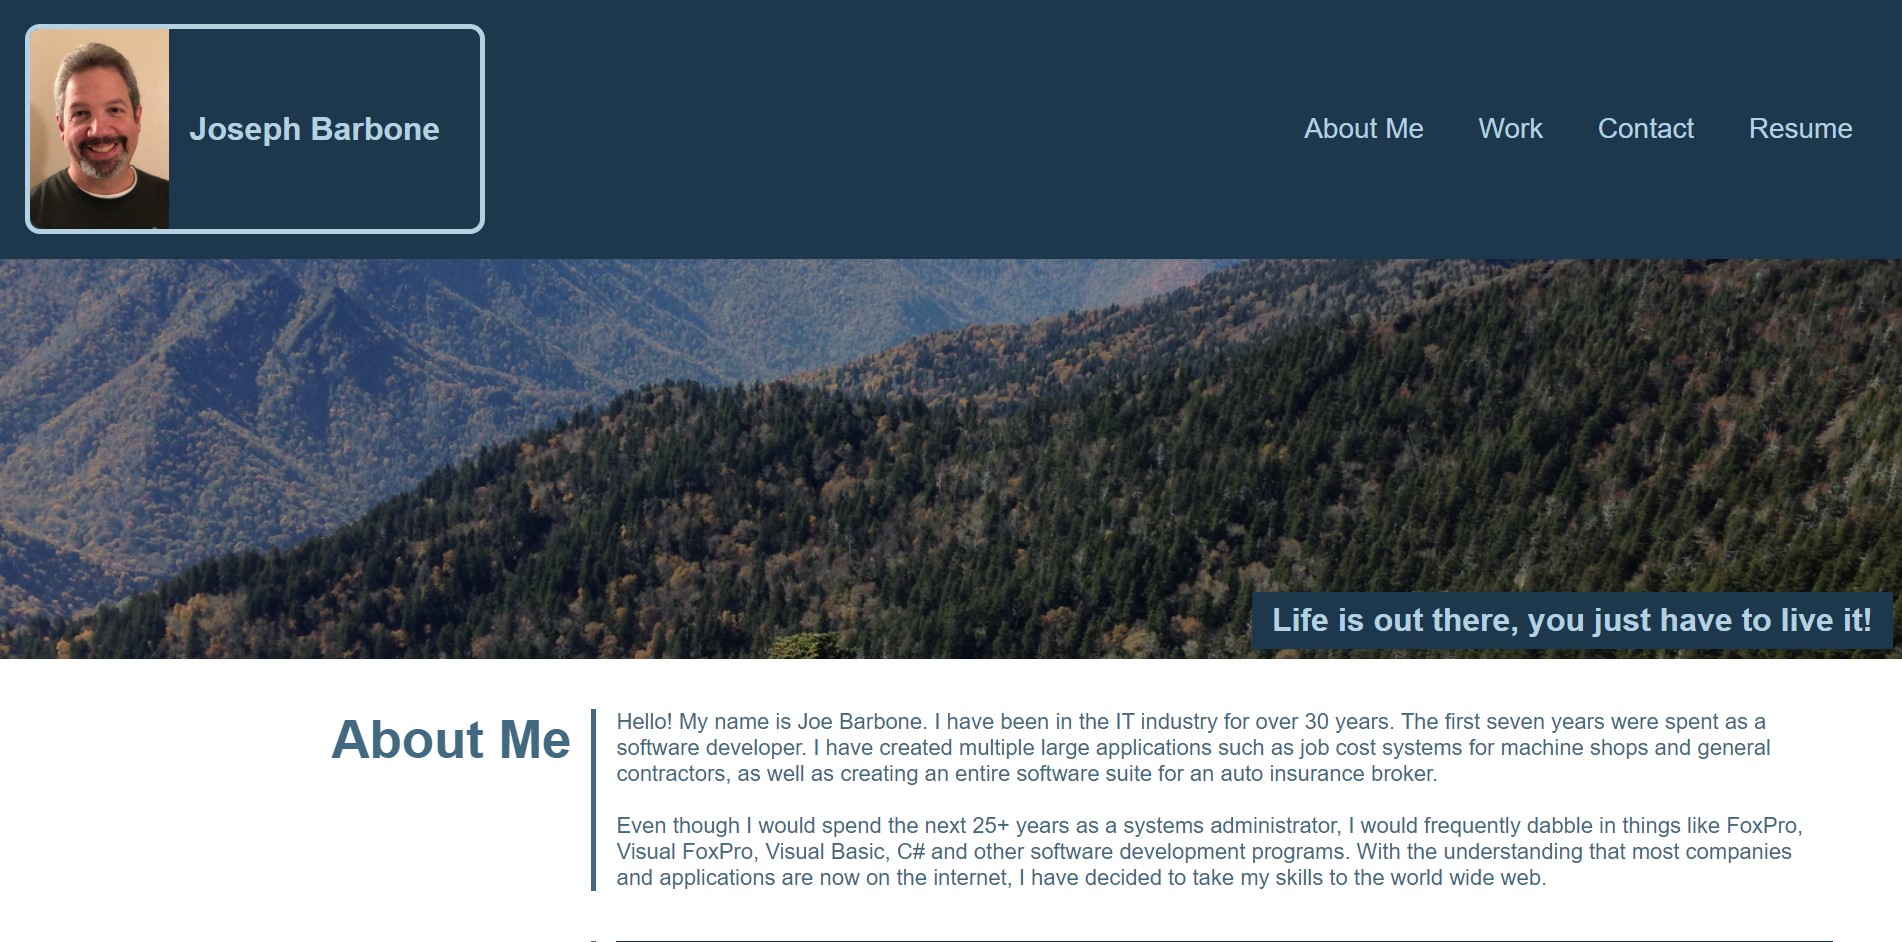 Joseph Barbone
About Me
Work
Contact
Resume
Life is out there, you just have to live it!
About Me
Hello! My name is Joe Barbone. I have been in the IT industry for over 30 years. The first seven years were spent as a
software developer. I have created multiple large applications such as job cost systems for machine shops and general
contractors, as well as creating an entire software suite for an auto insurance broker.
Even though I would spend the next 25+ years as a systems administrator, I would frequently dabble in things like FoxPro,
Visual FoxPro, Visual Basic, C# and other software development programs. With the understanding that most companies
and applications are now on the internet, I have decided to take my skills to the world wide web.